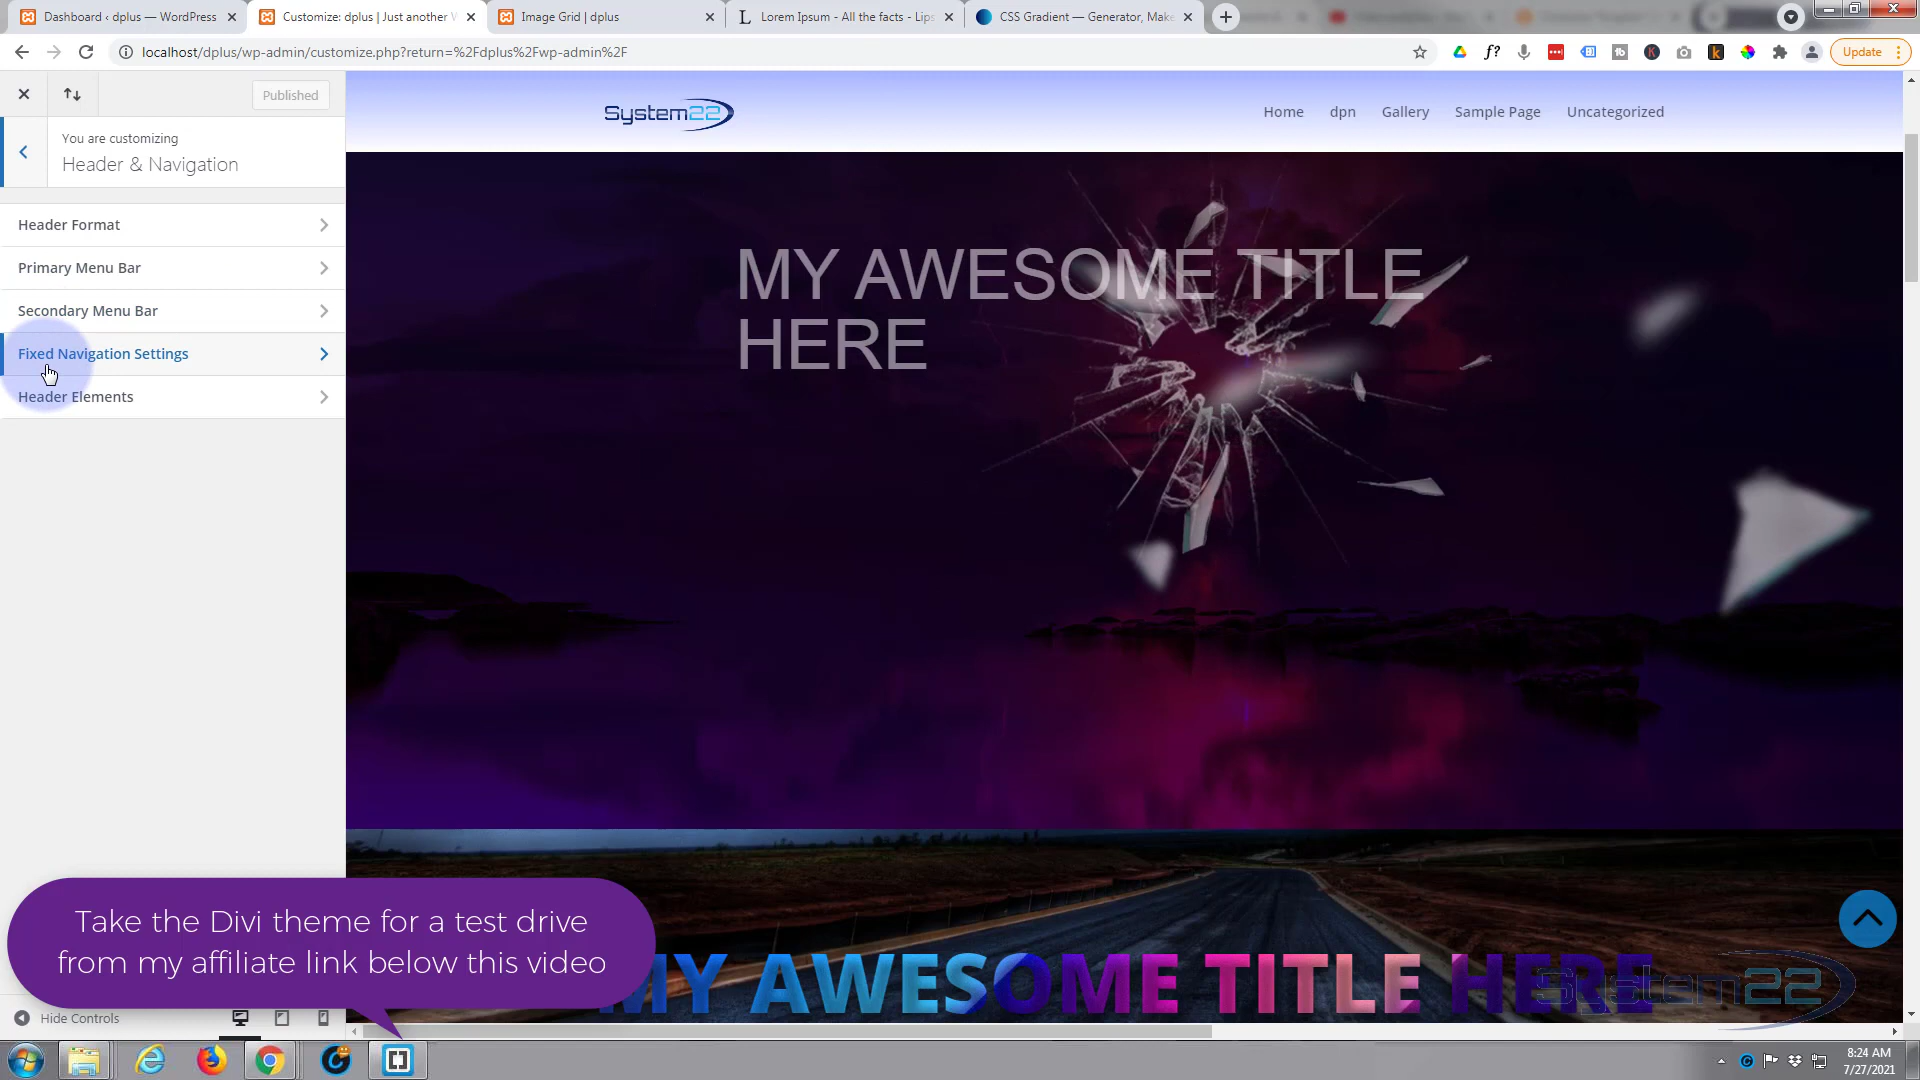 Dashboard ‹ dplus — WordPress
Customize: dplus | Just another W
Image Grid | dplus
Lorem Ipsum - All the facts - Lips
CSS Gradient — Generator, Make
localhost/dplus/wp-admin/customize.php?return=%2Fdplus%2Fwp-admin%2F
Update
Published
You are customizing
Header & Navigation
Header Format
Primary Menu Bar
Secondary Menu Bar
Fixed Navigation Settings
Header Elements
System22
Home
dpn
Gallery
Sample Page
Uncategorized
MY AWESOME TITLE
HERE
Take the Divi theme for a test drive
from my affiliate link below this video
MY AWESOME TITLE HERE
System22
Hide Controls
8:24 AM
7/27/2021